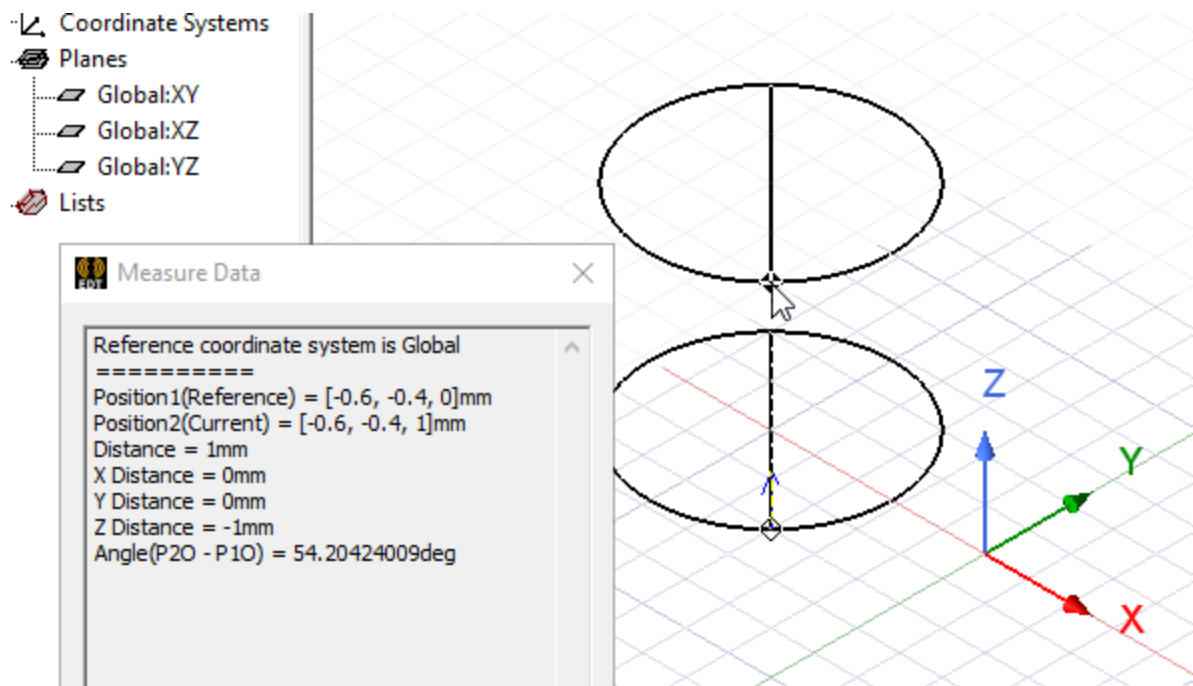 Coordinate Systems
Planes
Global:XY
Global:XZ
Global:YZ
Lists
EDT
Measure Data
Reference coordinate system is Global
==========
Position1(Reference) = [-0.6, -0.4, 0]mm
Position2(Current) = [-0.6, -0.4, 1]mm
Distance = 1mm
X Distance = 0mm
Y Distance = 0mm
Z Distance = -1mm
Angle(P2O - P1O) = 54.20424009deg
Z
Y
X